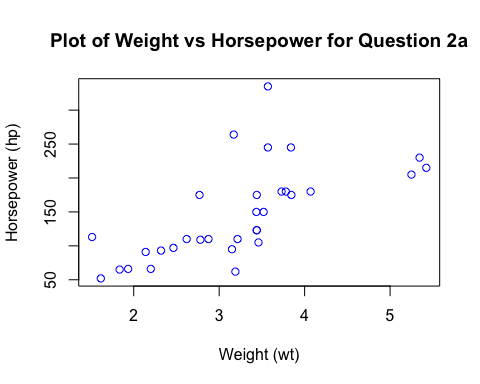 Plot of Weight vs Horsepower for Question 2a
Horsepower (hp)
250
150
50
2 3 4 5
Weight (wt)